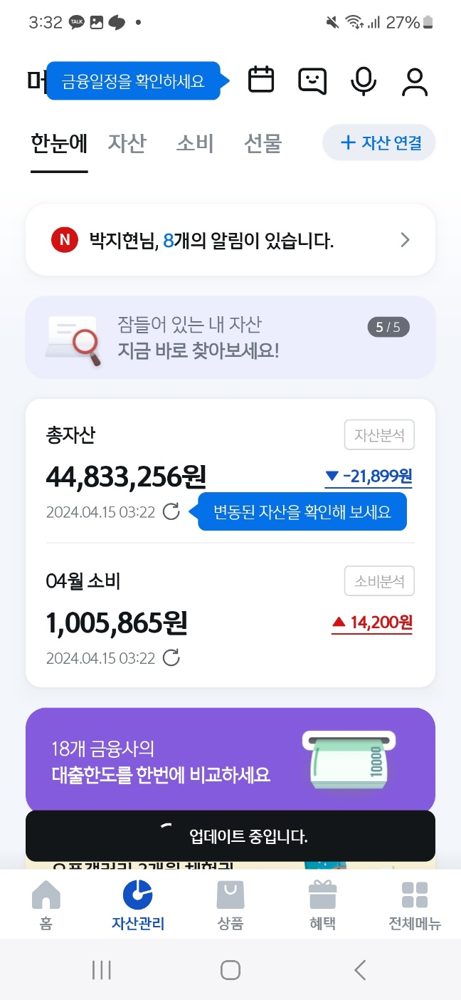 3:32
TALK
27%
금융일정을 확인하세요
한눈에 자산 소비 선물 + 자산 연결
N 박지현님, 8개의 알림이 있습니다.
잠들어 있는 내 자산
5 / 5
지금 바로 찾아보세요!
총자산
자산분석
44,833,256원
▼ -21,899원
2024.04.15 03:22
변동된 자산을 확인해 보세요
04월 소비
소비분석
1,005,865원
▲ 14,200원
2024.04.15 03:22
18개 금융사의
대출한도를 한번에 비교하세요
10000
업데이트 중입니다.
홈 자산관리 상품 혜택 전체메뉴